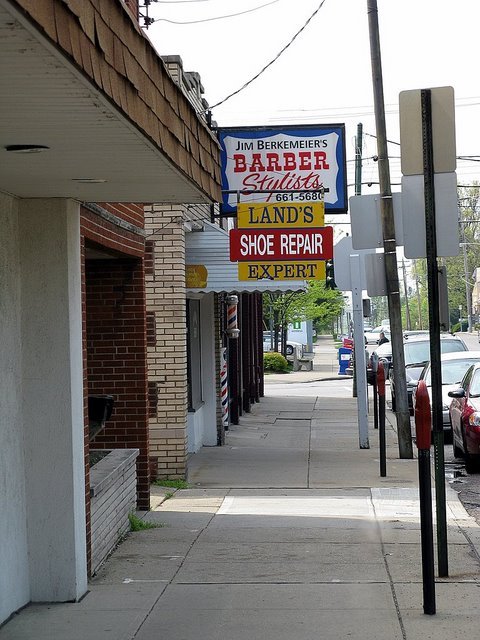 JIM BERKEMEIER'S
BARBER
Stylists
661-5680
LAND'S
SHOE REPAIR
EXPERT